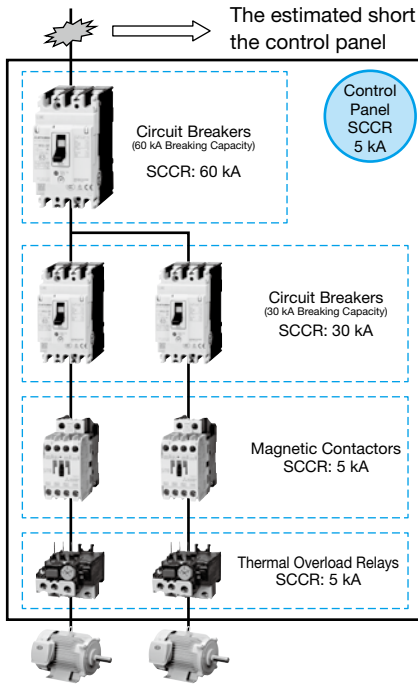 The estimated short
the control panel
Control
Panel
SCCR
5 kA
Circuit Breakers
(60 kA Breaking Capacity)
SCCR: 60 kA
Circuit Breakers
(30 kA Breaking Capacity)
SCCR: 30 kA
Magnetic Contactors
SCCR: 5 kA
Thermal Overload Relays
SCCR: 5 kA